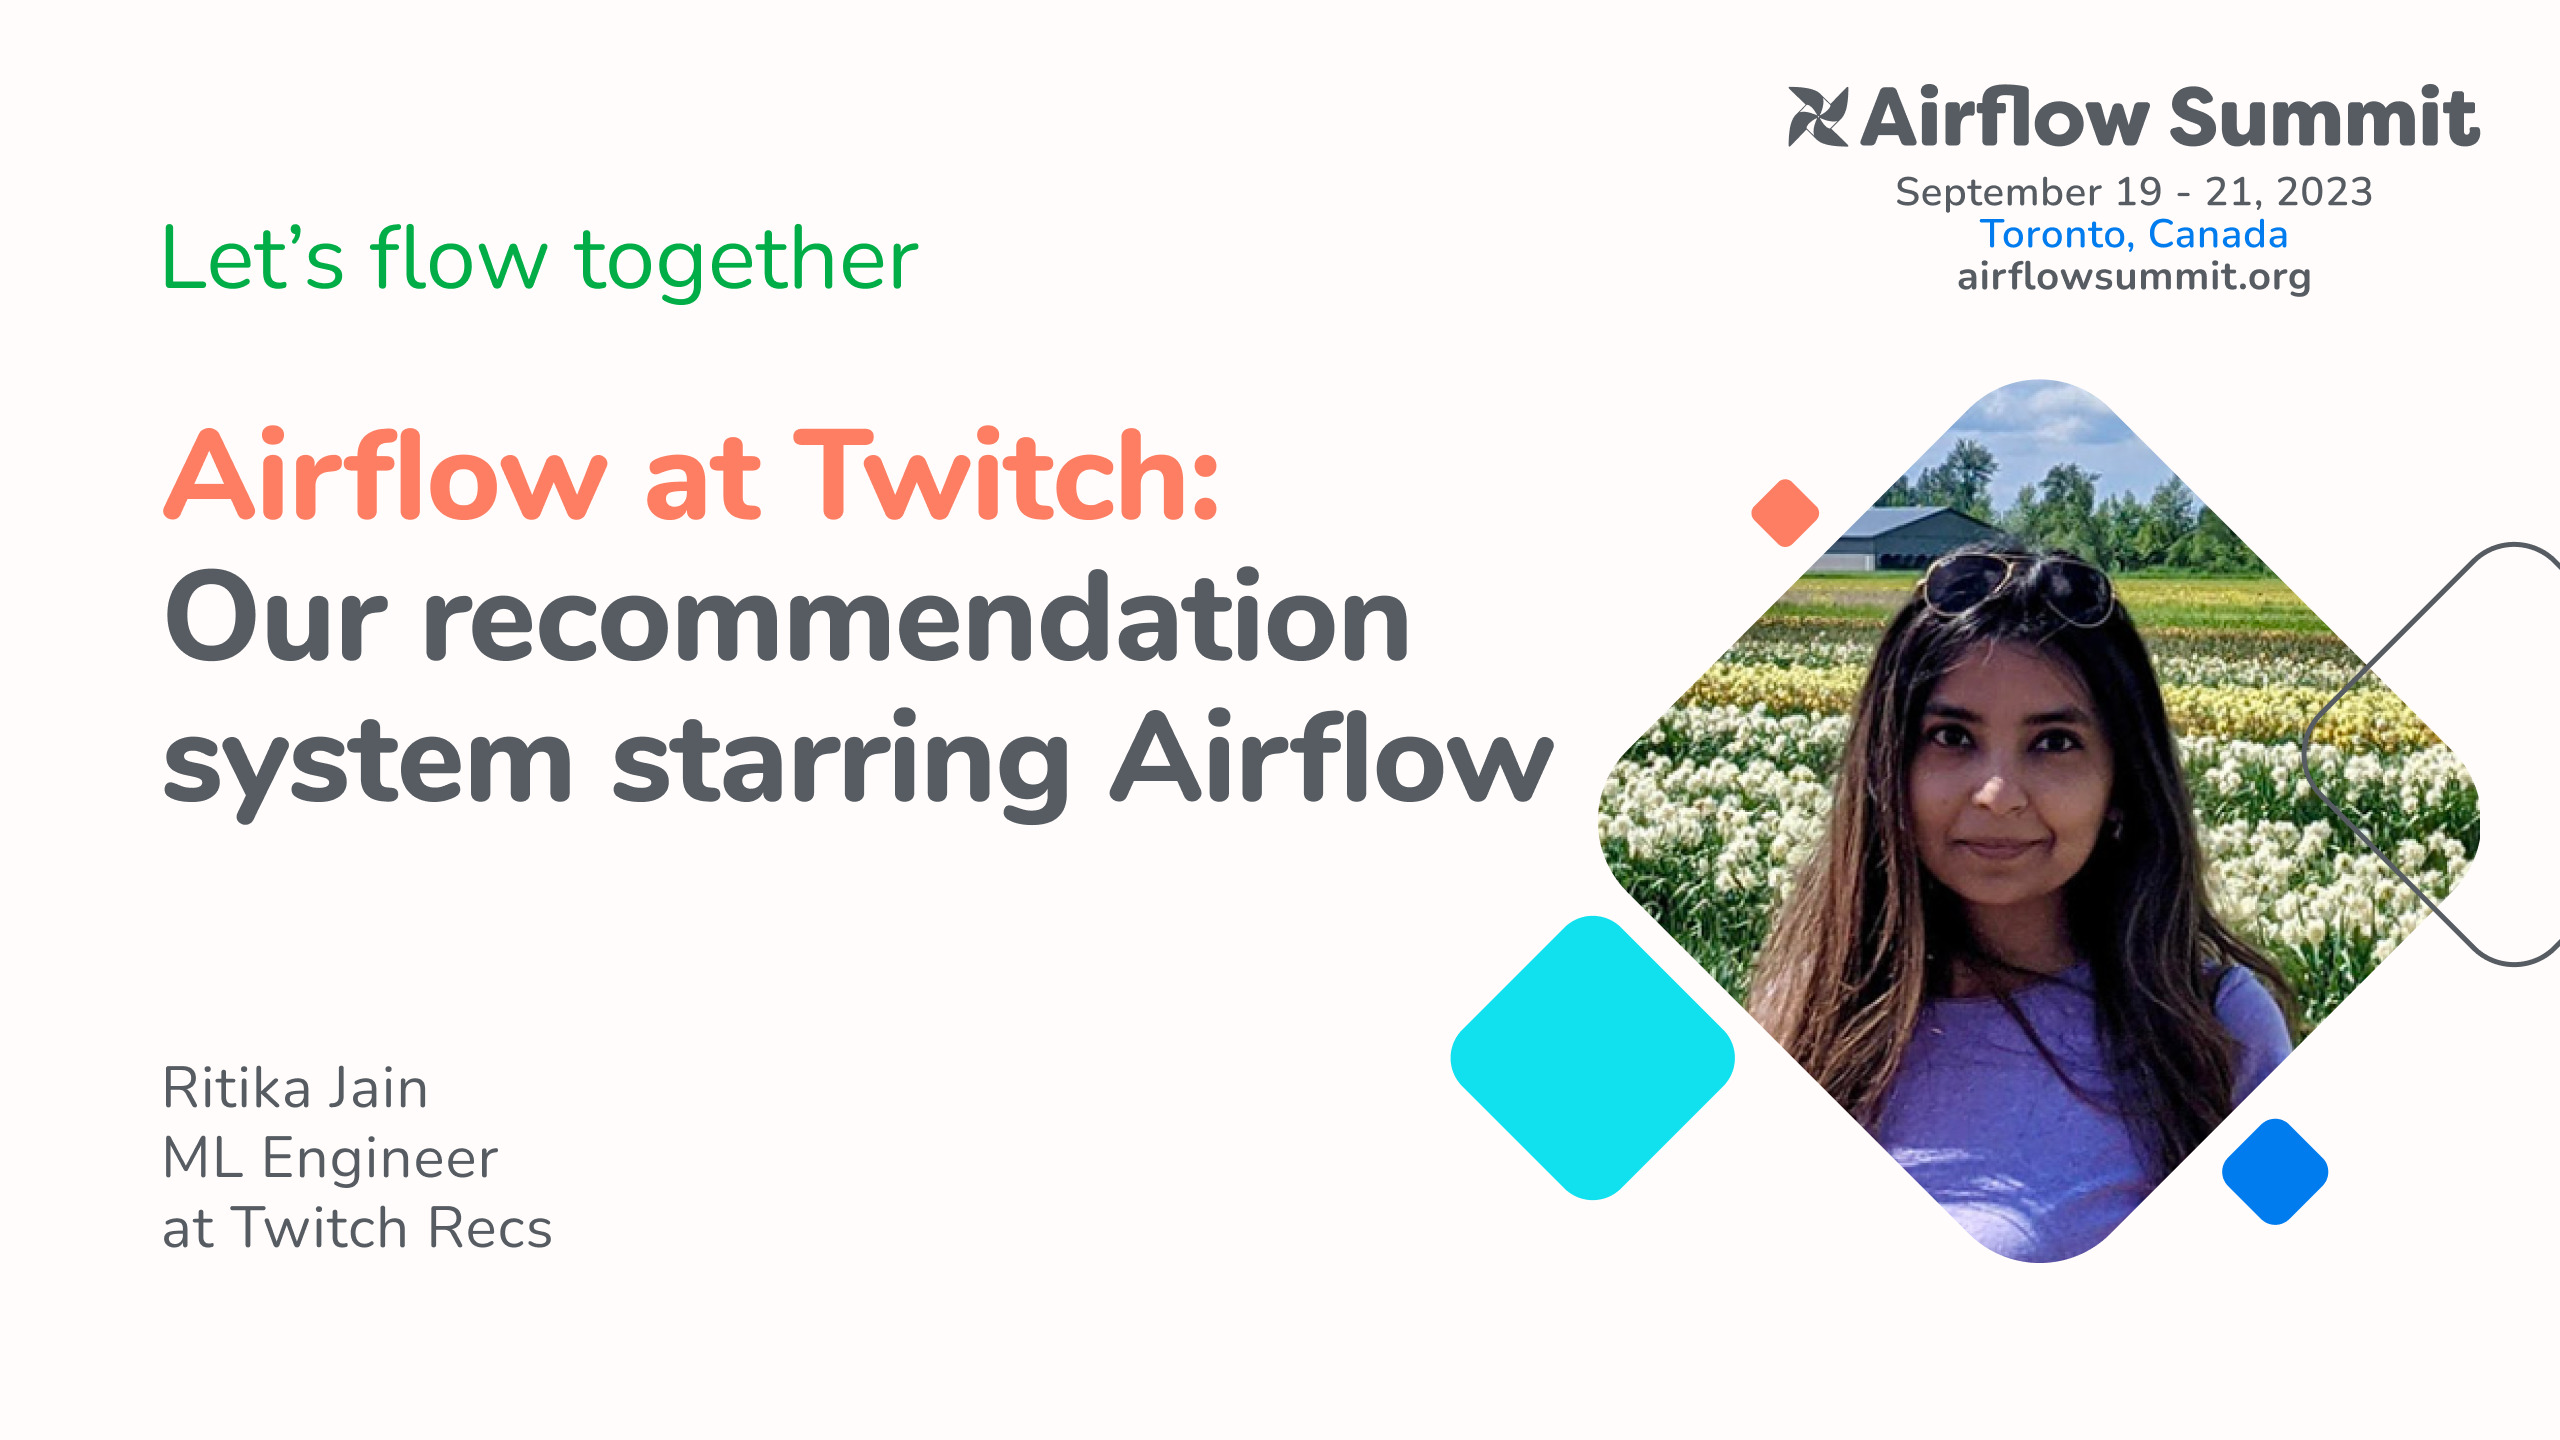 Airflow Summit
September 19 - 21, 2023
Toronto, Canada
airflowsummit.org
Let’s flow together
Airflow at Twitch:
Our recommendation
system starring Airflow
Ritika Jain
ML Engineer
at Twitch Recs